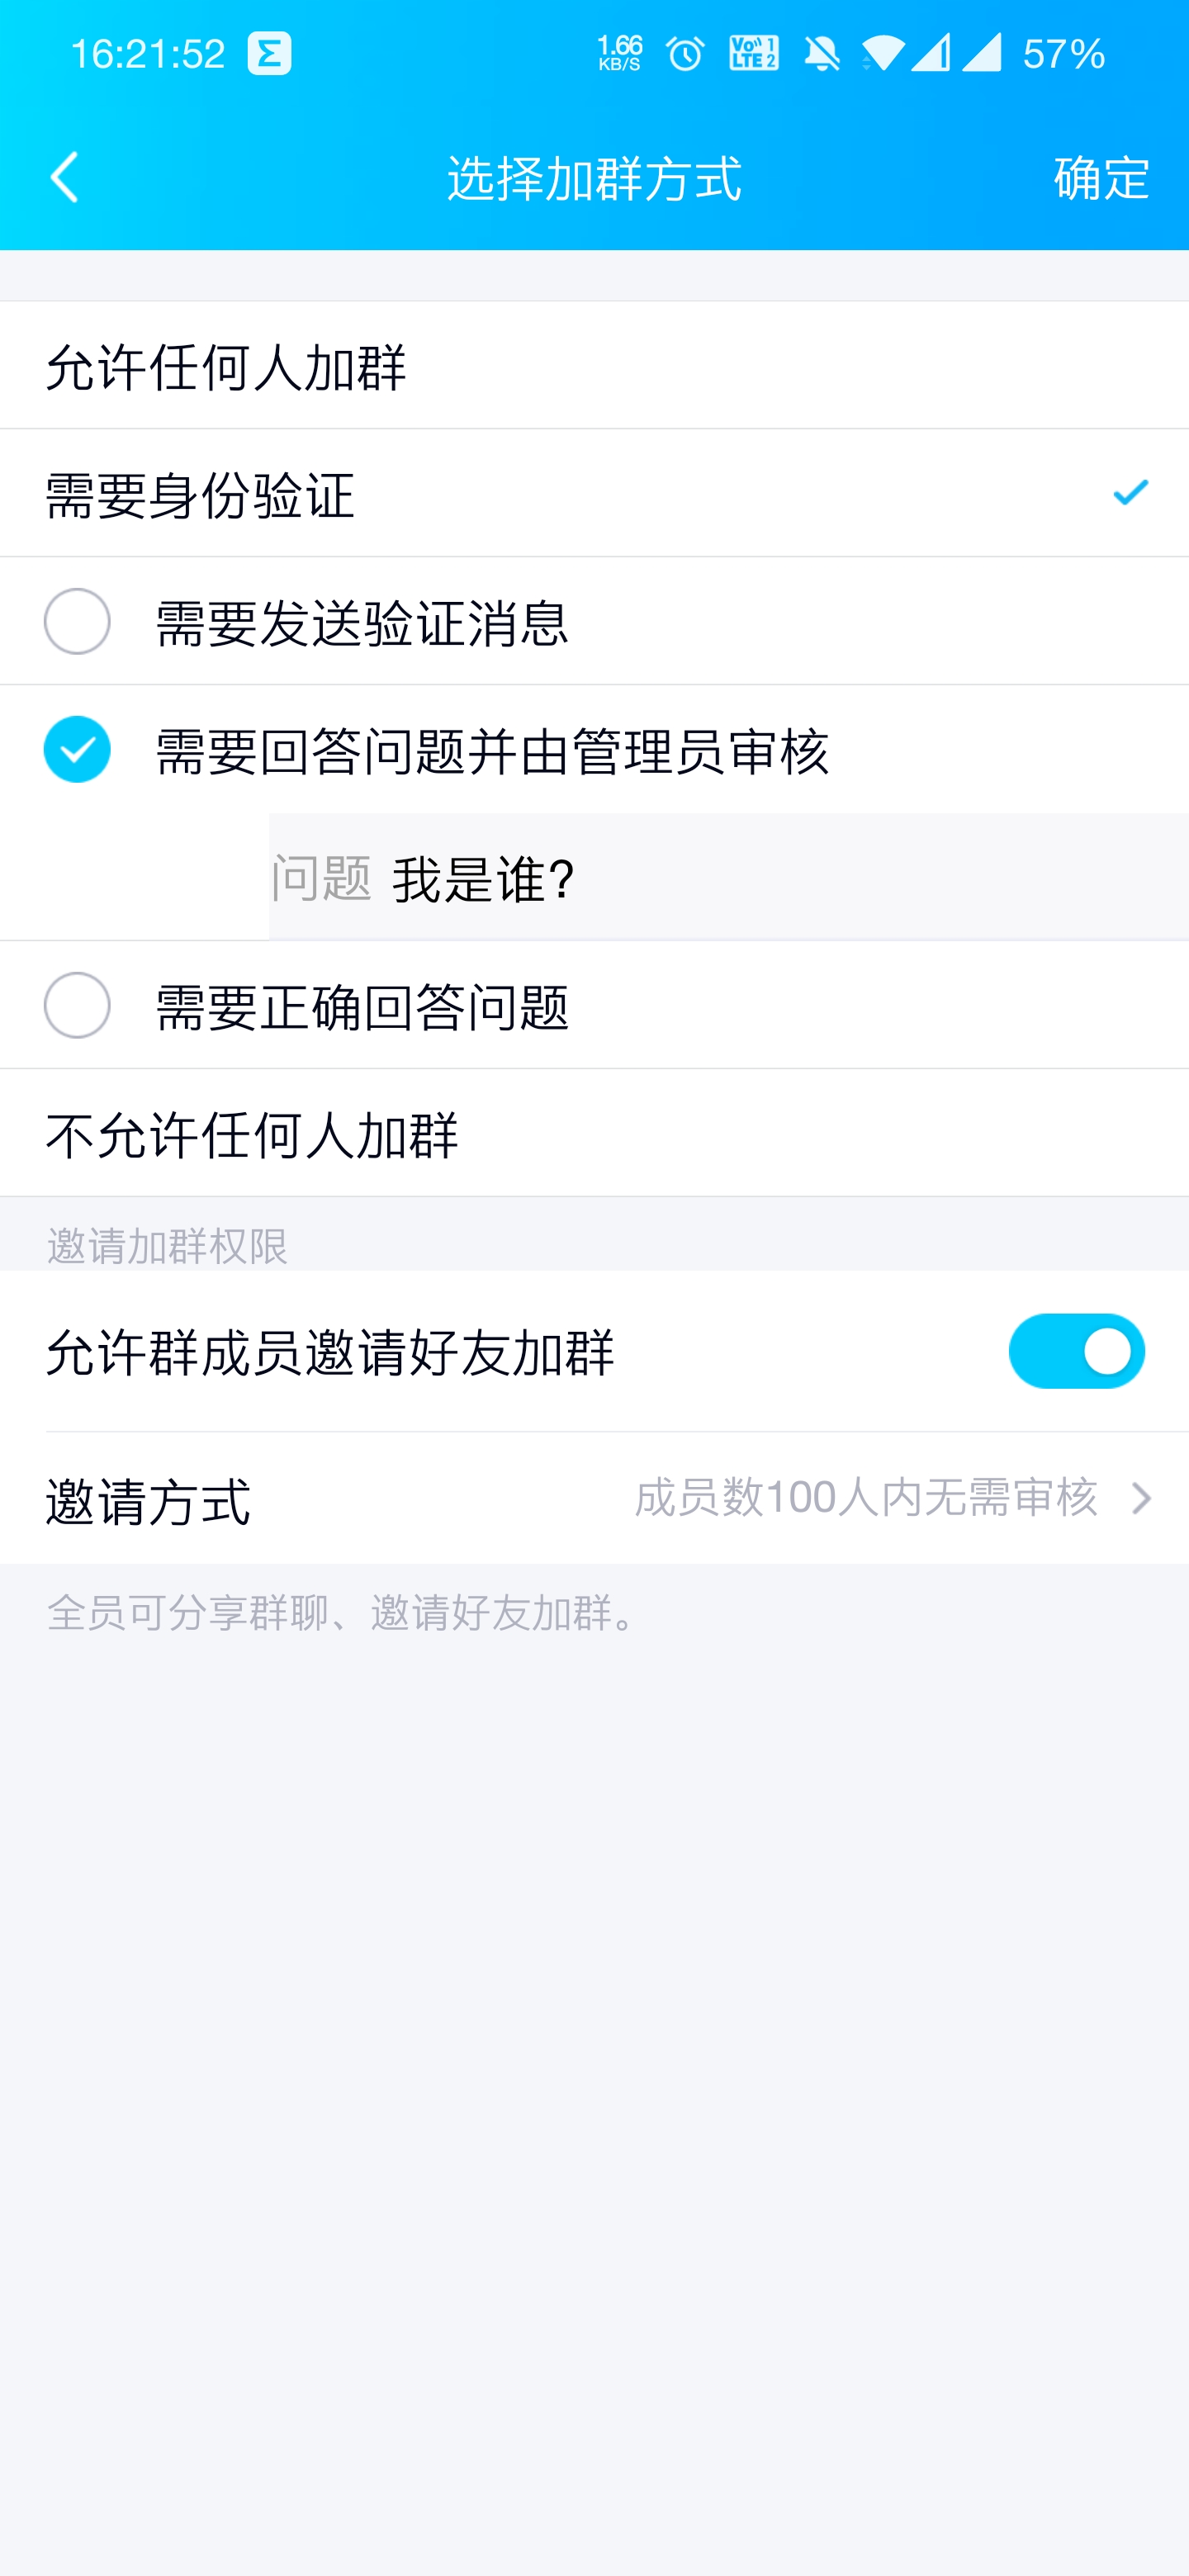 16:21:52 1.66 KB/S Vo 1 LTE 2 57%
选择加群方式 确定
允许任何人加群
需要身份验证
需要发送验证消息
需要回答问题并由管理员审核
问题 我是谁?
需要正确回答问题
不允许任何人加群
邀请加群权限
允许群成员邀请好友加群
邀请方式 成员数100人内无需审核
全员可分享群聊、邀请好友加群。